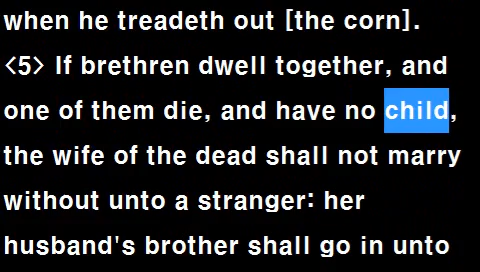 when he treadeth out [the corn].
<5> If brethren dwell together, and
one of them die, and have no child,
the wife of the dead shall not marry
without unto a stranger: her
husband's brother shall go in unto